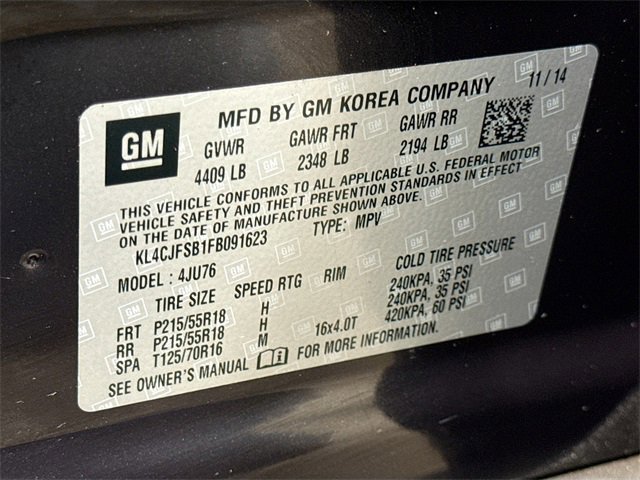 11 / 14
MFD BY GM KOREA COMPANY
GM
GVWR GAWR FRT GAWR RR
4409 LB 2348 LB 2194 LB
THIS VEHICLE CONFORMS TO ALL APPLICABLE U.S. FEDERAL MOTOR
VEHICLE SAFETY AND THEFT PREVENTION STANDARDS IN EFFECT
ON THE DATE OF MANUFACTURE SHOWN ABOVE.
KL4CJFSB1FB091623 TYPE: MPV
MODEL : 4JU76
TIRE SIZE SPEED RTG RIM COLD TIRE PRESSURE
FRT P215/55R18 H 240KPA, 35 PSI
RR P215/55R18 H 240KPA, 35 PSI
SPA T125/70R16 M 16x4.0T 420KPA, 60 PSI
SEE OWNER'S MANUAL FOR MORE INFORMATION.